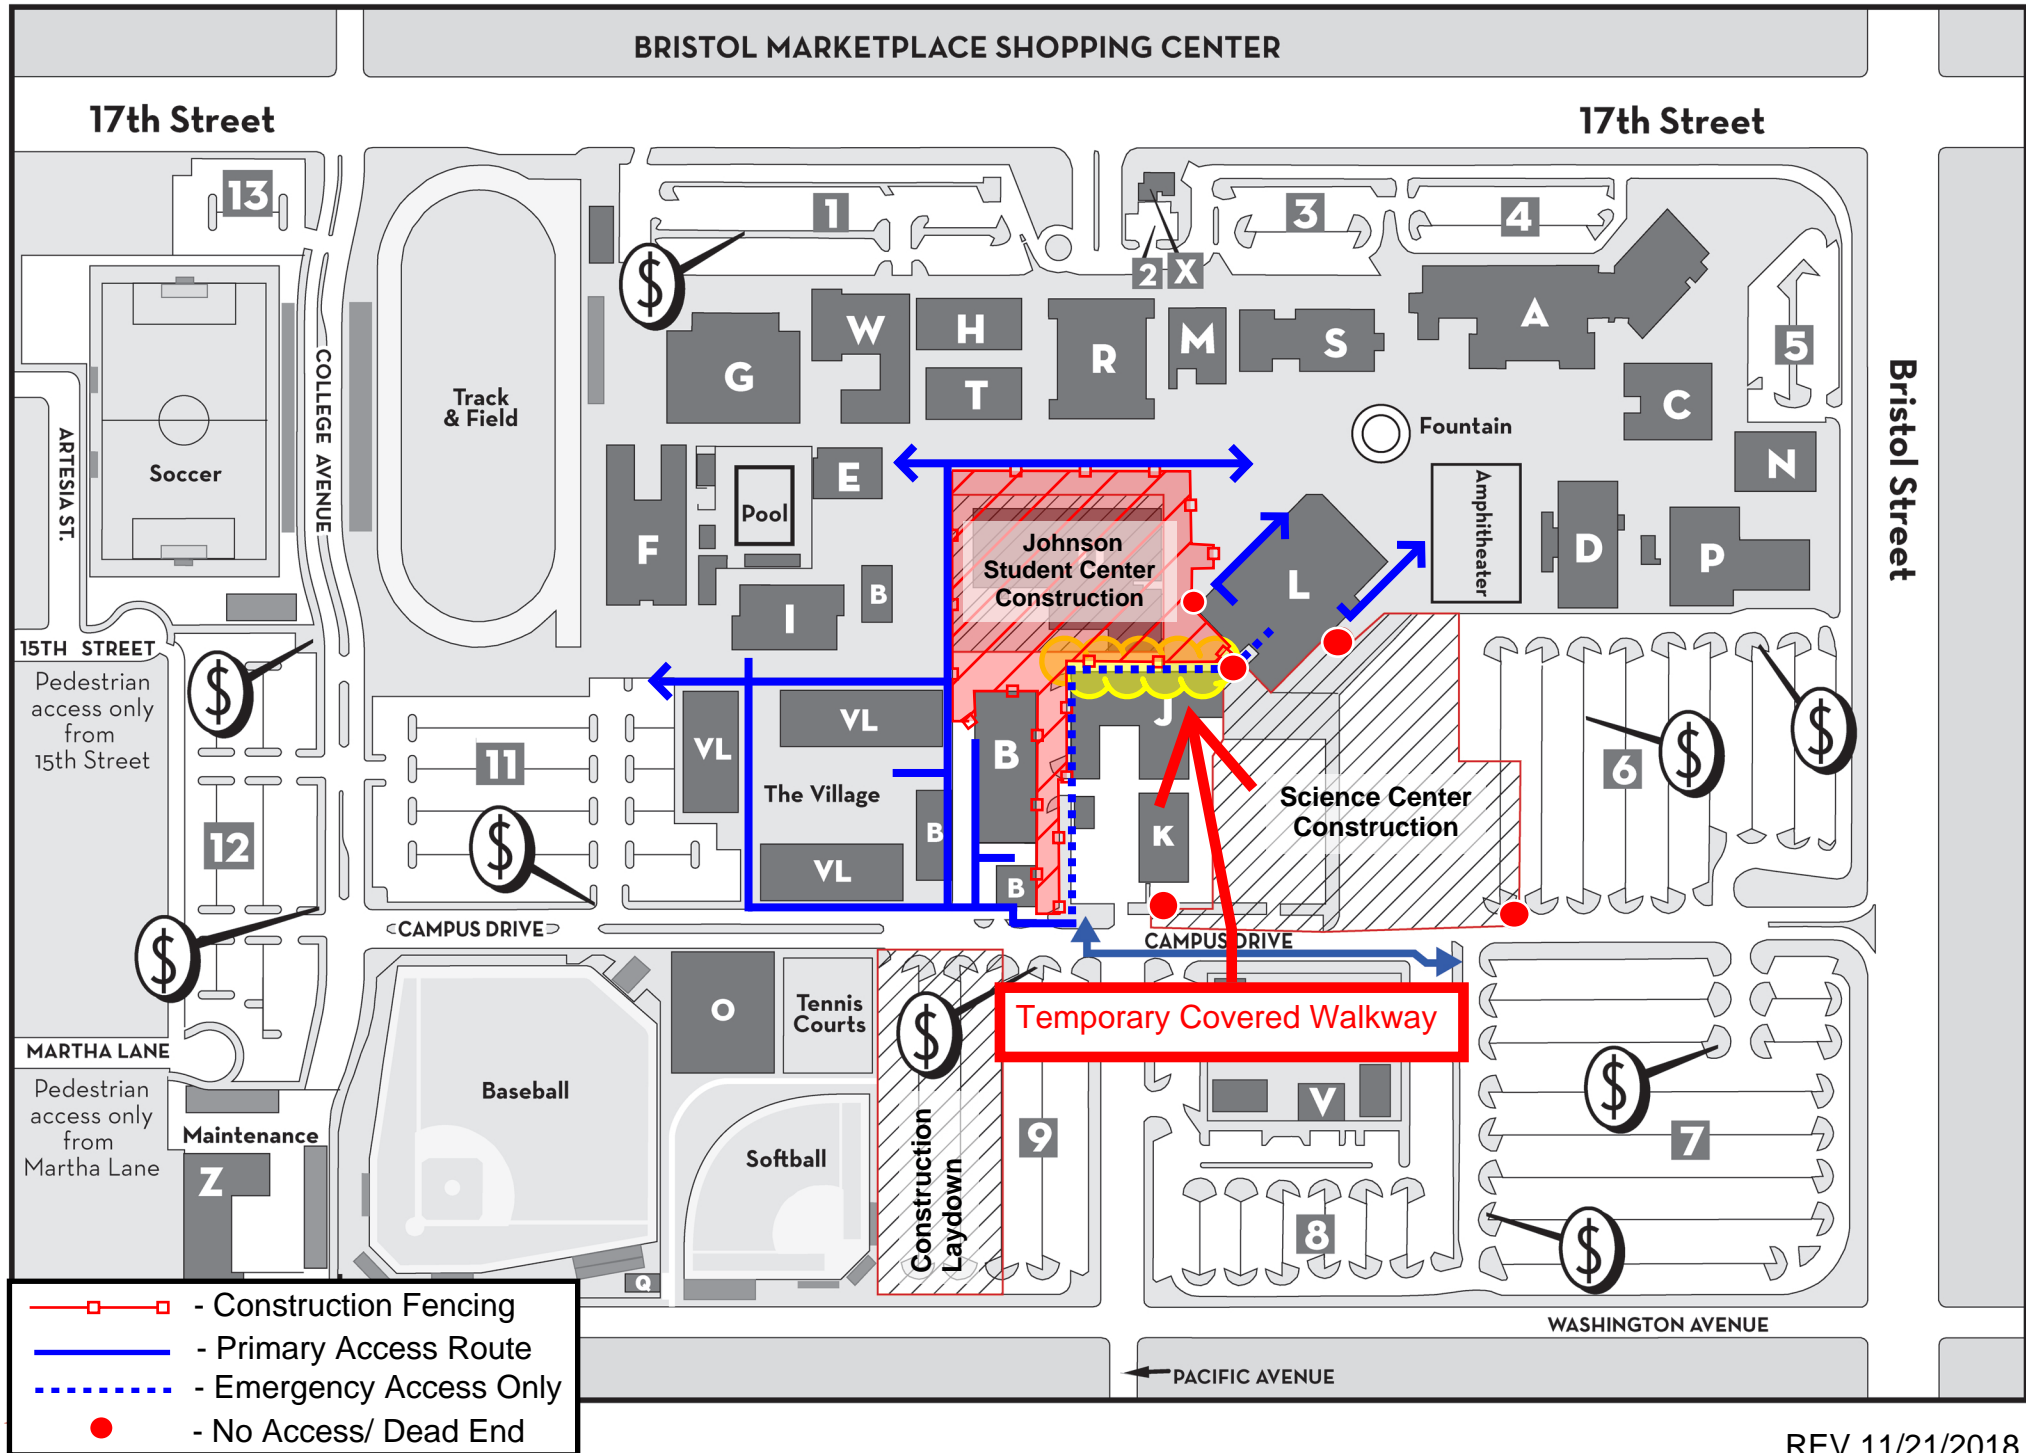 BRISTOL MARKETPLACE SHOPPING CENTER
17th Street
17th Street
13
1
3
4
2
X
$
5
W
H
R
M
S
A
G
T
C
COLLEGE AVENUE
Track
& Field
Fountain
Bristol Street
ARTESIA ST.
Soccer
E
N
Amphitheater
F
Pool
D
P
Johnson
Student Center
Construction
L
B
I
15TH STREET
Pedestrian
access only
from
15th Street
$
VL
VL
J
B
$
$
6
11
The Village
Science Center
Construction
12
$
B
K
VL
B
CAMPUS DRIVE
CAMPUS DRIVE
$
O
Tennis
Courts
$
Temporary Covered Walkway
MARTHA LANE
Pedestrian
access only
from
Martha Lane
Baseball
$
V
Maintenance
Z
Softball
Construction
Laydown
9
7
8
$
Q
WASHINGTON AVENUE
PACIFIC AVENUE
- Construction Fencing
- Primary Access Route
- Emergency Access Only
- No Access/ Dead End
REV 11/21/2018